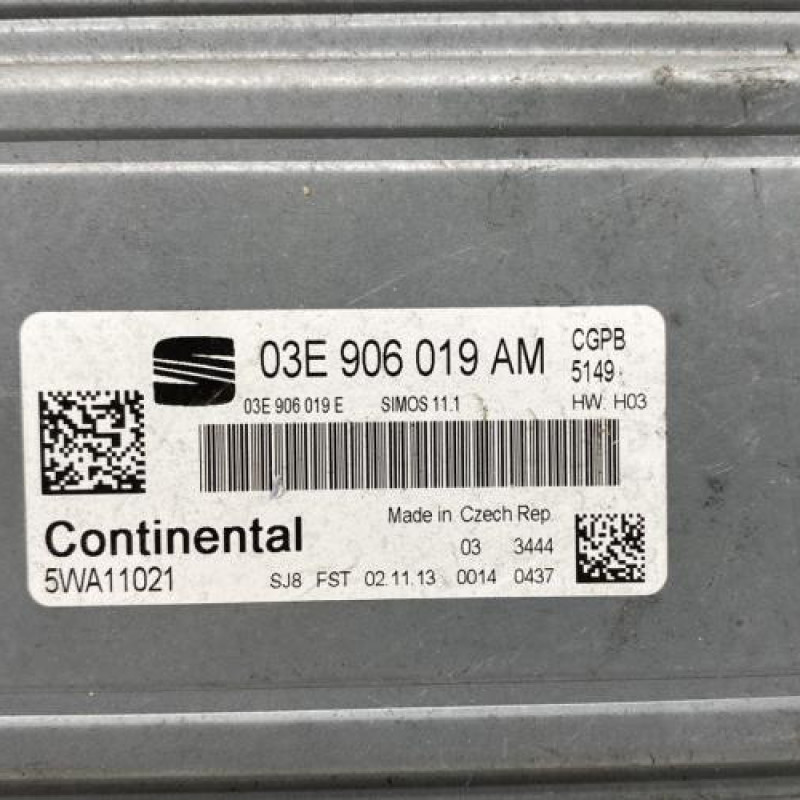 03E 906 019 AM
CGPB
5149
03E 906 019 E SIMOS 11.1 HW: H03
Made in Czech Rep.
Continental
03 3444
5WA11021
SJ8 FST 02.11.13 0014 0437